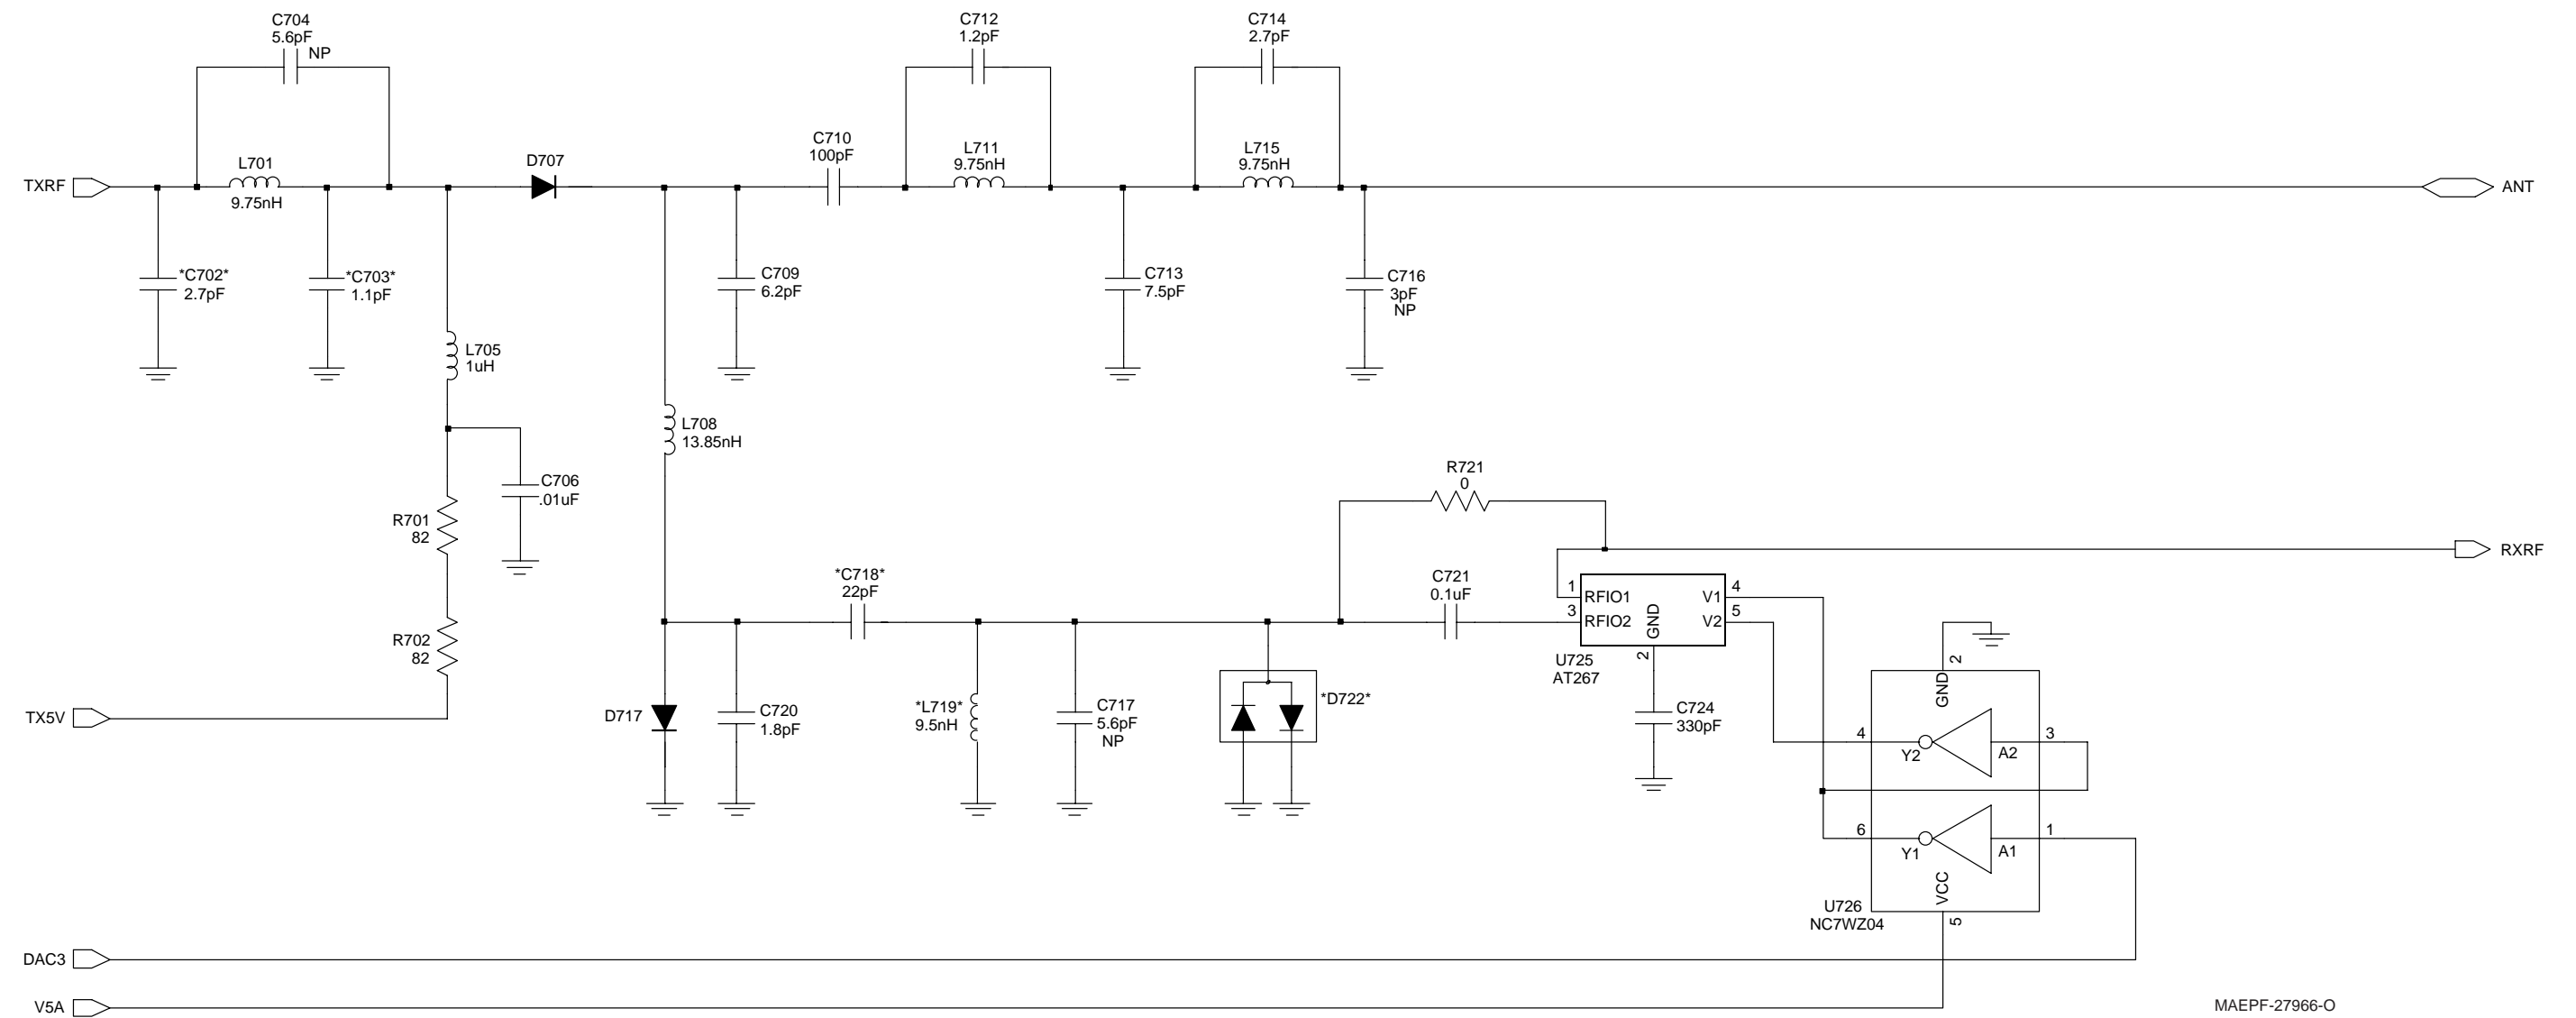 C704
5.6pF
NP
C712
1.2pF
C714
2.7pF
TXRF
L701
9.75nH
D707
C710
100pF
L711
9.75nH
L715
9.75nH
ANT
*C702*
2.7pF
*C703*
1.1pF
C709
6.2pF
C713
7.5pF
C716
3pF
NP
L705
1uH
L708
13.85nH
C706
.01uF
R701
82
R702
82
R721
0
RXRF
*C718*
22pF
C721
0.1uF
1
RFIO1
3
RFIO2
GND
2
V1
4
V2
5
U725
AT267
C724
330pF
TX5V
D717
C720
1.8pF
*L719*
9.5nH
C717
5.6pF
NP
*D722*
GND
2
4
Y2
A2
3
6
Y1
A1
1
VCC
5
U726
NC7WZ04
DAC3
V5A
MAEPF-27966-O